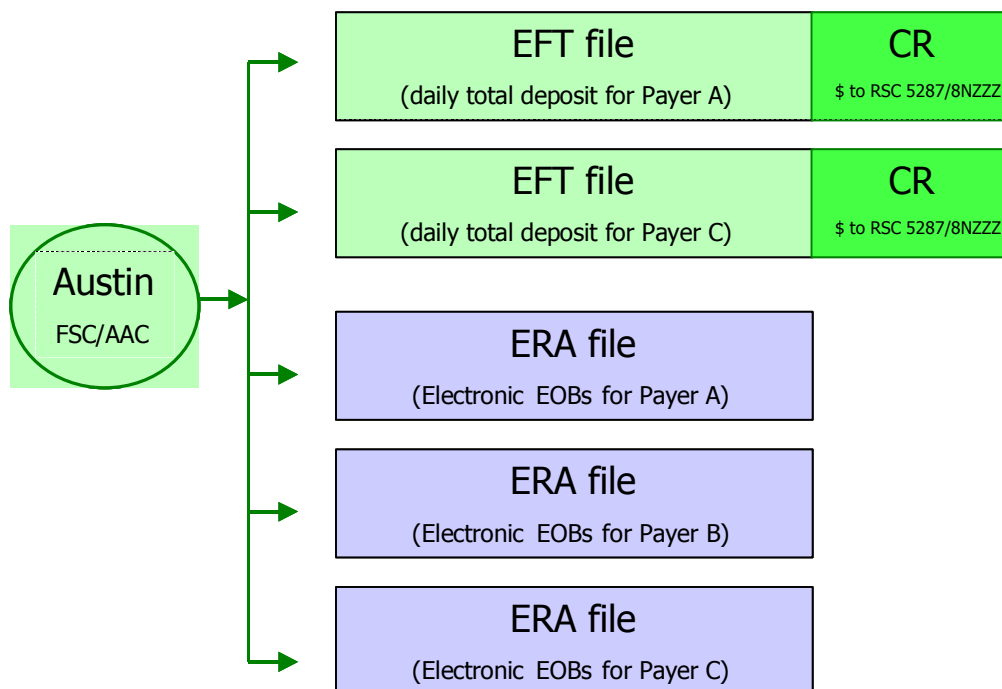 EFT file
(daily total deposit for Payer A)
CR
$ to RSC 5287/8NZZZ
EFT file
(daily total deposit for Payer C)
CR
$ to RSC 5287/8NZZZ
Austin
FSC/AAC
ERA file
(Electronic EOBs for Payer A)
ERA file
(Electronic EOBs for Payer B)
ERA file
(Electronic EOBs for Payer C)